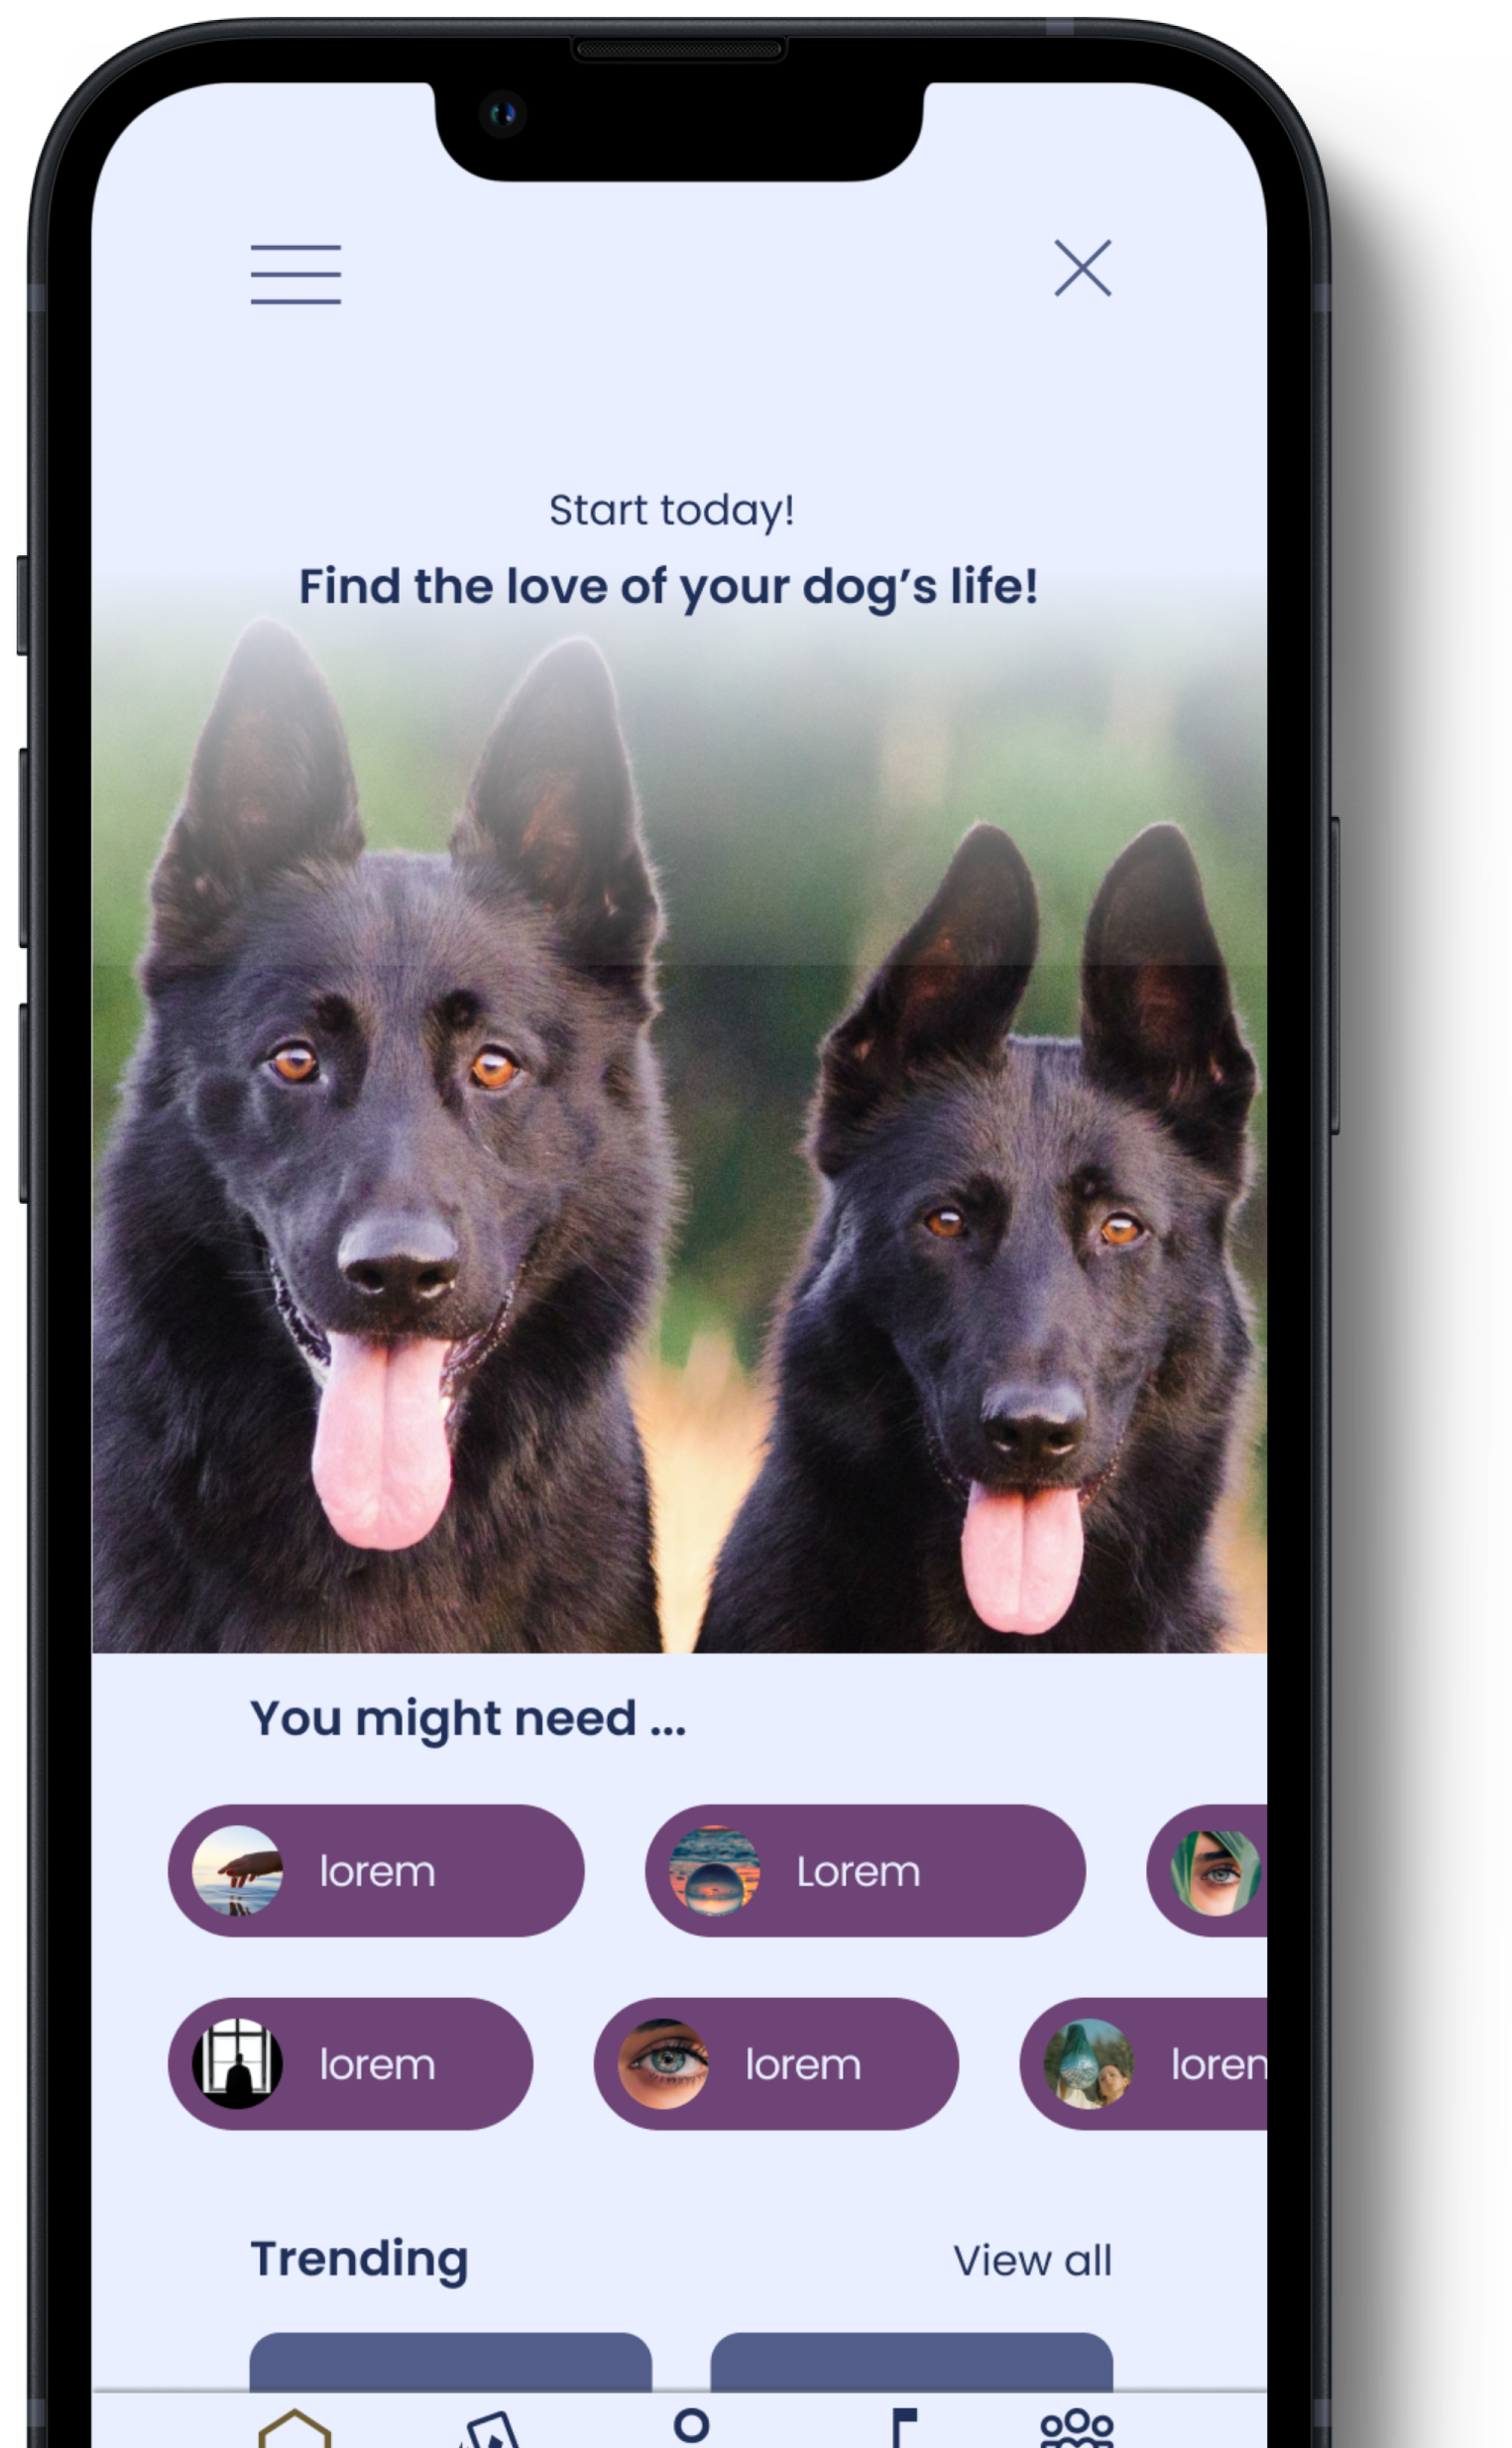 Start today!
Find the love of your dog’s life!
You might need ...
lorem
Lorem
lorem
lorem
Trending
View all